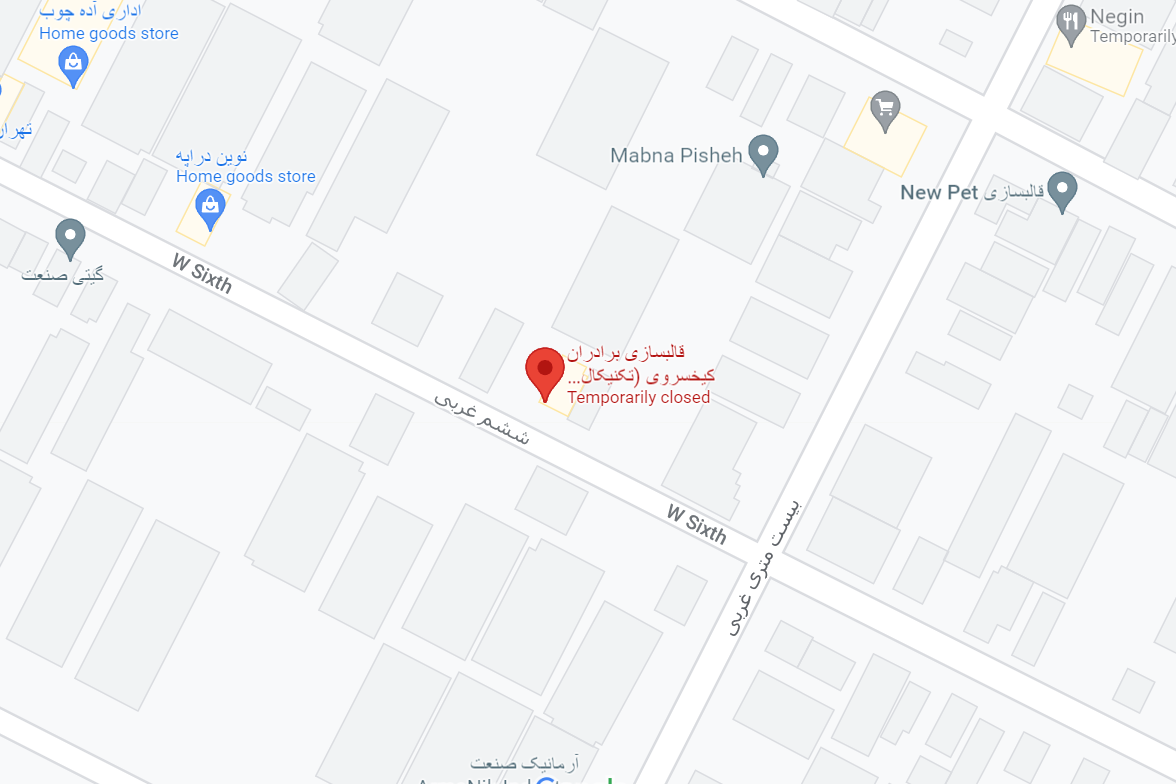 اداری آده چوب
Home goods store
Negin
Temporarily
تهران
نوین درایه
Home goods store
Mabna Pisheh
New Pet قالبسازی
گیتی صنعت
W Sixth
قالبسازی برادران
کیخسروی (تکنیکال...
Temporarily closed
ششم غربی
W Sixth
بیست متری غربی
آرمانیک صنعت